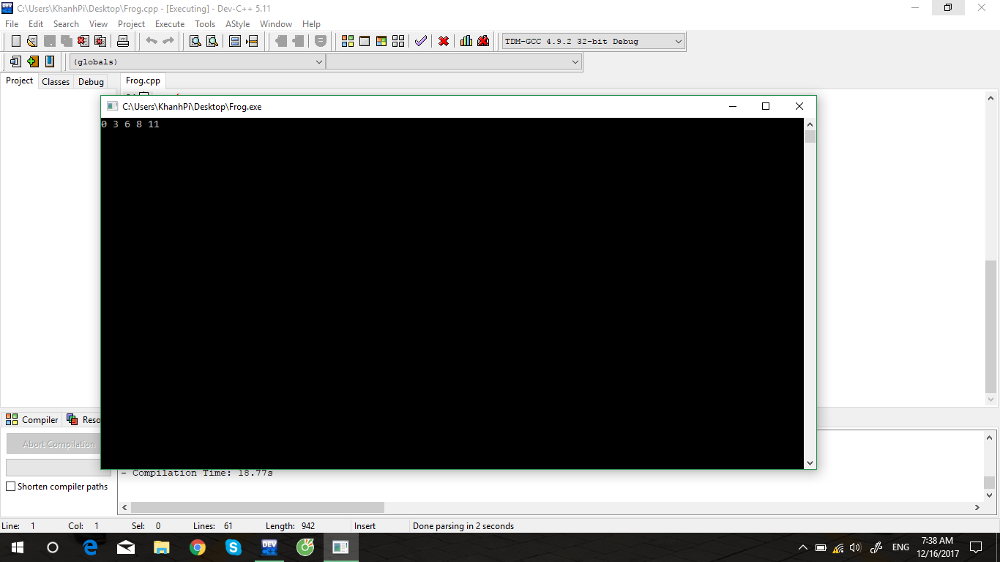 C:\Users\KhanhPi\Desktop\Frog.cpp - [Executing] - Dev-C++ 5.11
File Edit Search View Project Execute Tools AStyle Window Help
TDM-GCC 4.9.2 32-bit Debug
(globals)
Project Classes Debug Frog.cpp
C:\Users\KhanhPi\Desktop\Frog.exe
0 3 6 8 11
Compiler Reso
Abort Compilation
- Compilation Time: 18.77s
Shorten compiler paths
Line: 1 Col: 1 Sel: 0 Lines: 61 Length: 942 Insert Done parsing in 2 seconds
ENG 7:38 AM
12/16/2017